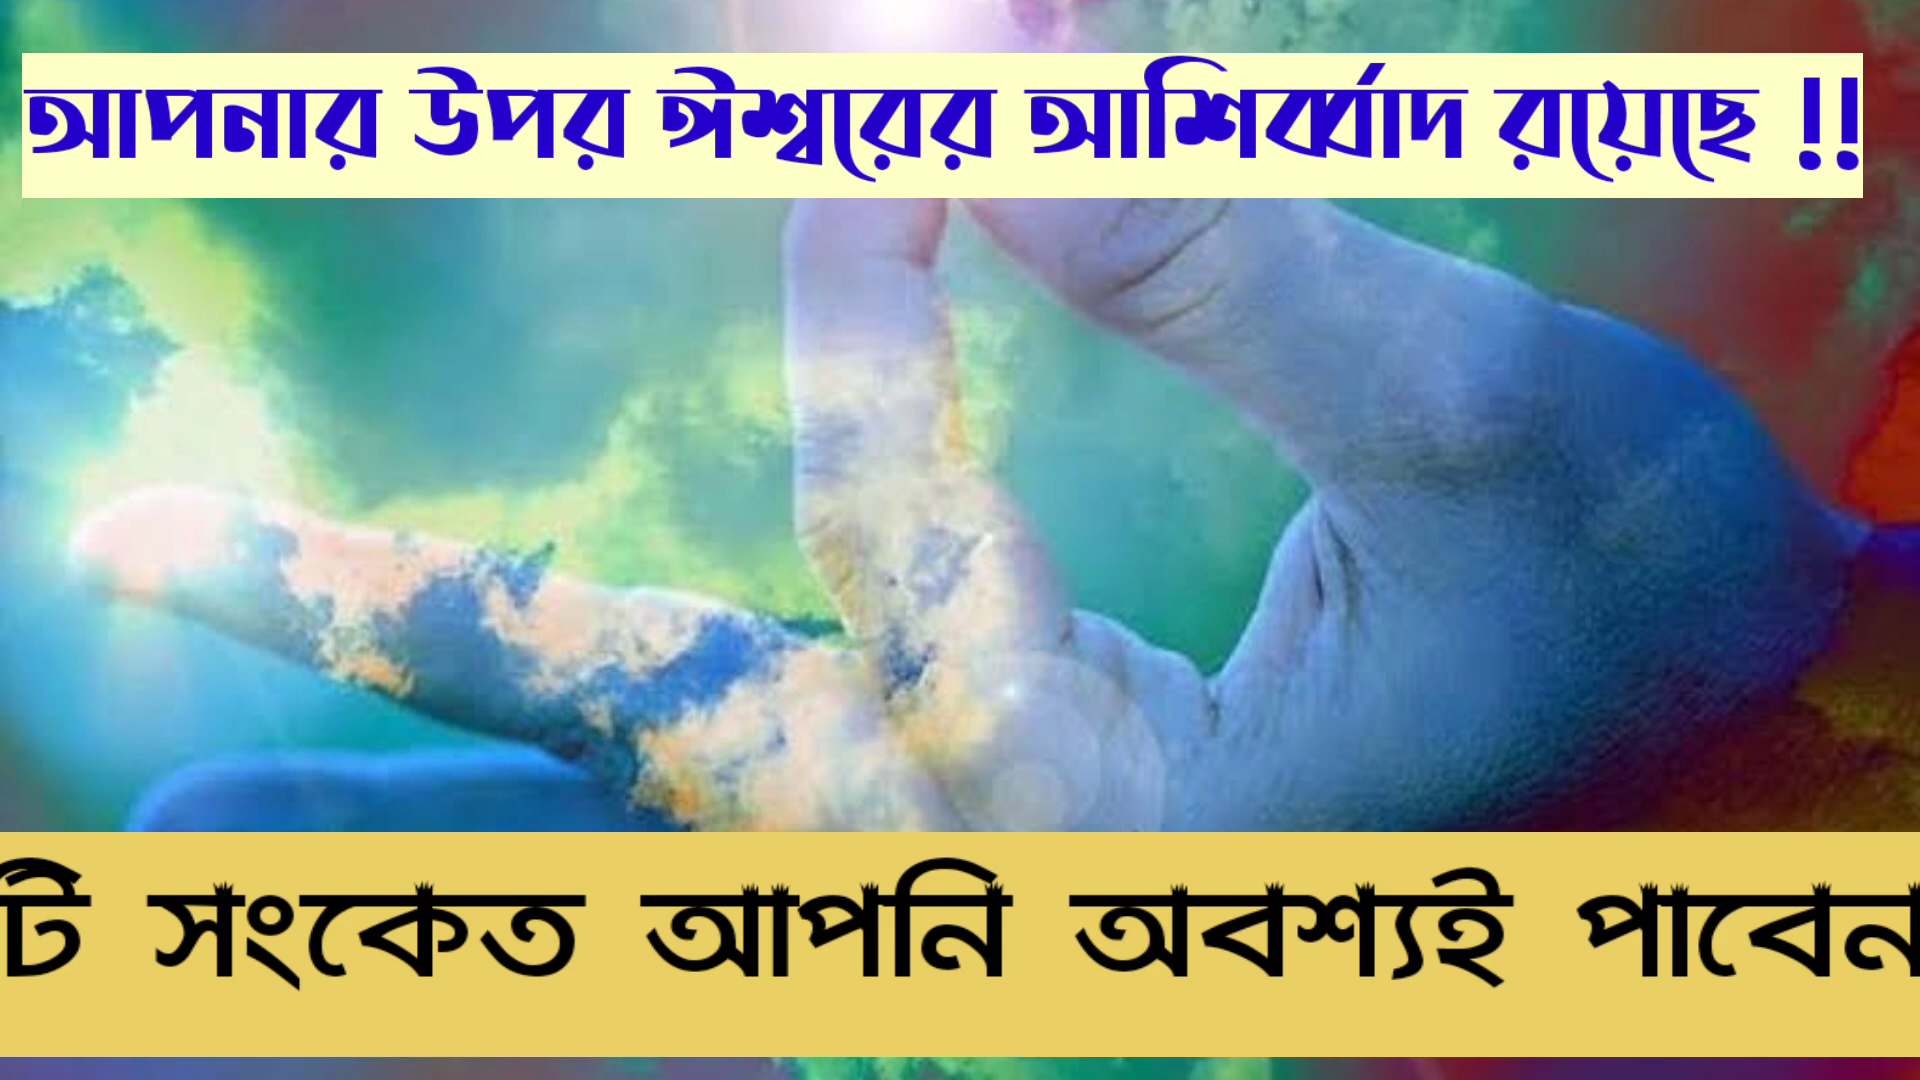 আপনার উপর ঈশ্বরের আশির্ব্বাদ রয়েছে !!
টি সংকেত আপনি অবশ্যই পাবেন